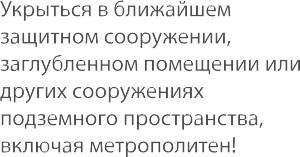 Укрыться в ближайшем
защитном сооружении,
заглубленном помещении или
других сооружениях
подземного пространства,
включая метрополитен!